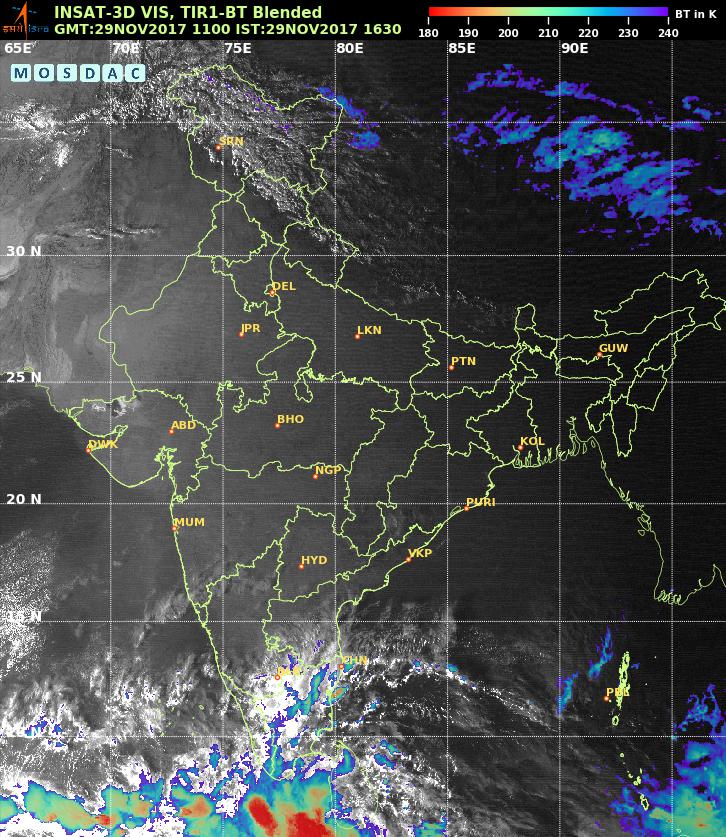 INSAT-3D VIS, TIR1-BT Blended
GMT:29NOV2017 1100 IST:29NOV2017 1630
BT in K
180 190 200 210 220 230 240
65E 70E 75E 80E 85E 90E
MOSDAC
SRN
30 N
DEL
JPR LKN
GUW
PTN
25 N
ABD BHO
DWK KOL
NGP
20 N PURI
MUM
HYD VKP
CHN
PBL